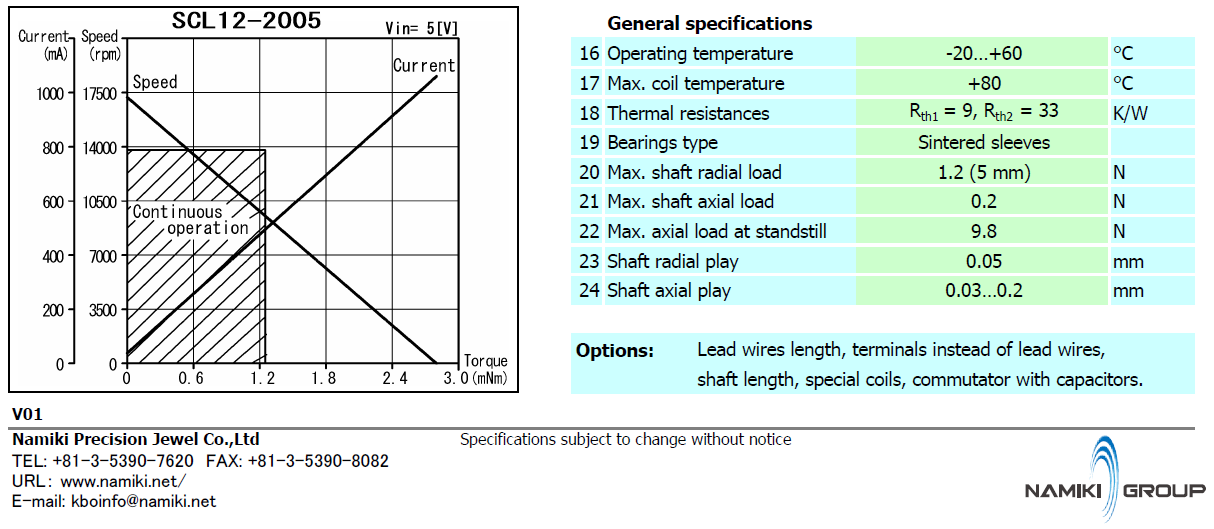 SCL12-2005
Vin= 5[V]
Current Speed
(mA) (rpm)
Current
Speed
1000 17500
800 14000
600 10500
400 7000
200 3500
0 0
Continuous
operation
Torque
0 0.6 1.2 1.8 2.4 3.0 (mNm)
General specifications
16 Operating temperature -20...+60 °C
17 Max. coil temperature +80 °C
18 Thermal resistances Rth1 = 9, Rth2 = 33 K/W
19 Bearings type Sintered sleeves
20 Max. shaft radial load 1.2 (5 mm) N
21 Max. shaft axial load 0.2 N
22 Max. axial load at standstill 9.8 N
23 Shaft radial play 0.05 mm
24 Shaft axial play 0.03...0.2 mm
Options: Lead wires length, terminals instead of lead wires,
shaft length, special coils, commutator with capacitors.
V01
Namiki Precision Jewel Co.,Ltd
Specifications subject to change without notice
TEL: +81-3-5390-7620 FAX: +81-3-5390-8082
URL: www.namiki.net/
E-mail: kboinfo@namiki.net
NAMIKI GROUP